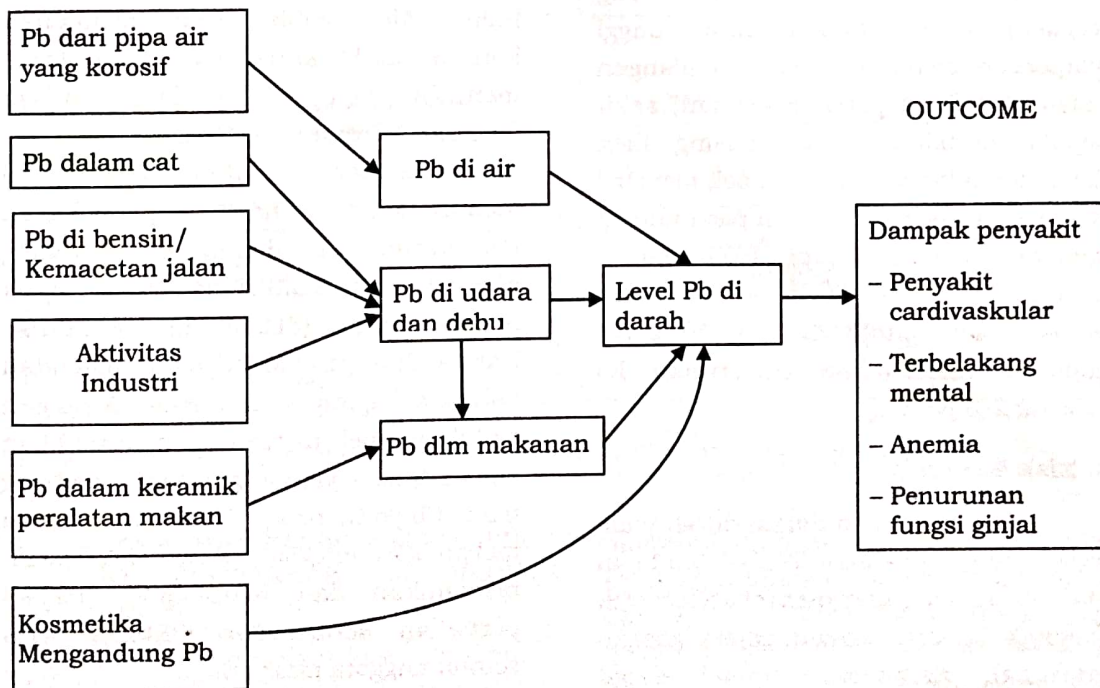 Pb dari pipa air
yang korosif
Pb dalam cat
Pb di bensin/
Kemacetan jalan
Aktivitas
Industri
Pb dalam keramik
peralatan makan
Kosmetika
Mengandung Pb
Pb di air
Pb di udara
dan debu
Pb dlm makanan
Level Pb di
darah
OUTCOME
Dampak penyakit
– Penyakit
cardivaskular
– Terbelakang
mental
– Anemia
– Penurunan
fungsi ginjal